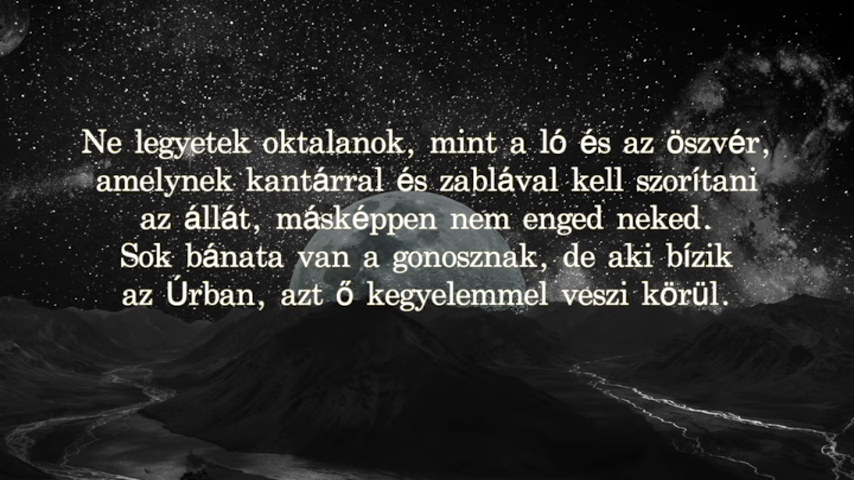 Ne legyetek oktalanok, mint a ló és az öszvér,
amelynek kantárral és zablával kell szorítani
az állát, másképpen nem enged neked.
Sok bánata van a gonosznak, de aki bízik
az Úrban, azt ő kegyelemmel veszi körül.